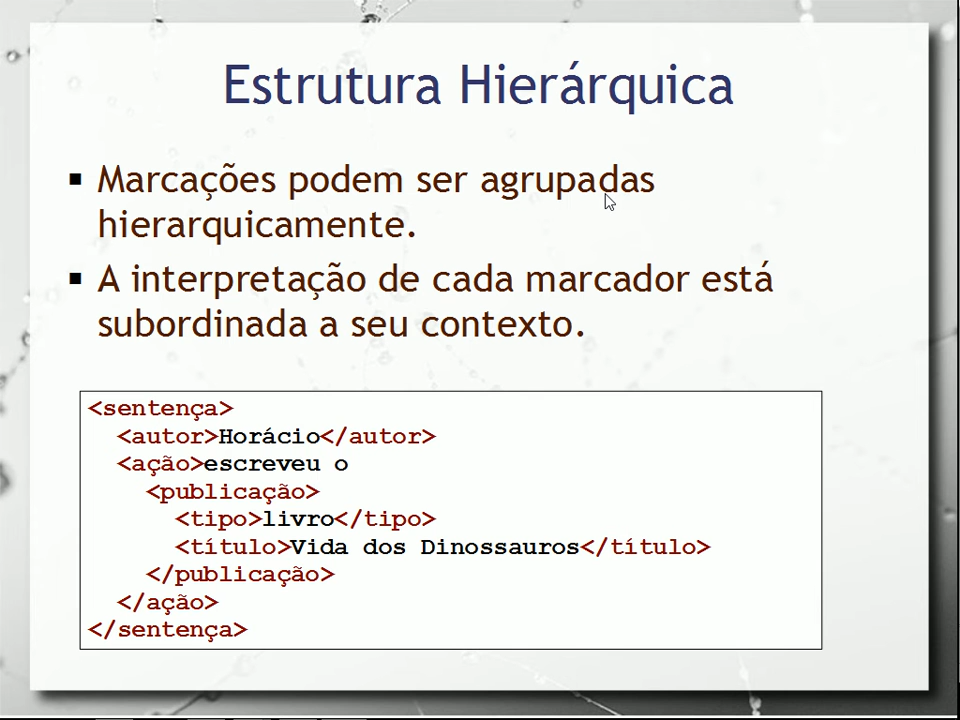 Estrutura Hierárquica
▪ Marcações podem ser agrupadas
hierarquicamente.
▪ A interpretação de cada marcador está
subordinada a seu contexto.
<sentença>
  <autor>Horácio</autor>
  <ação>escreveu o
    <publicação>
      <tipo>livro</tipo>
      <título>Vida dos Dinossauros</título>
    </publicação>
  </ação>
</sentença>